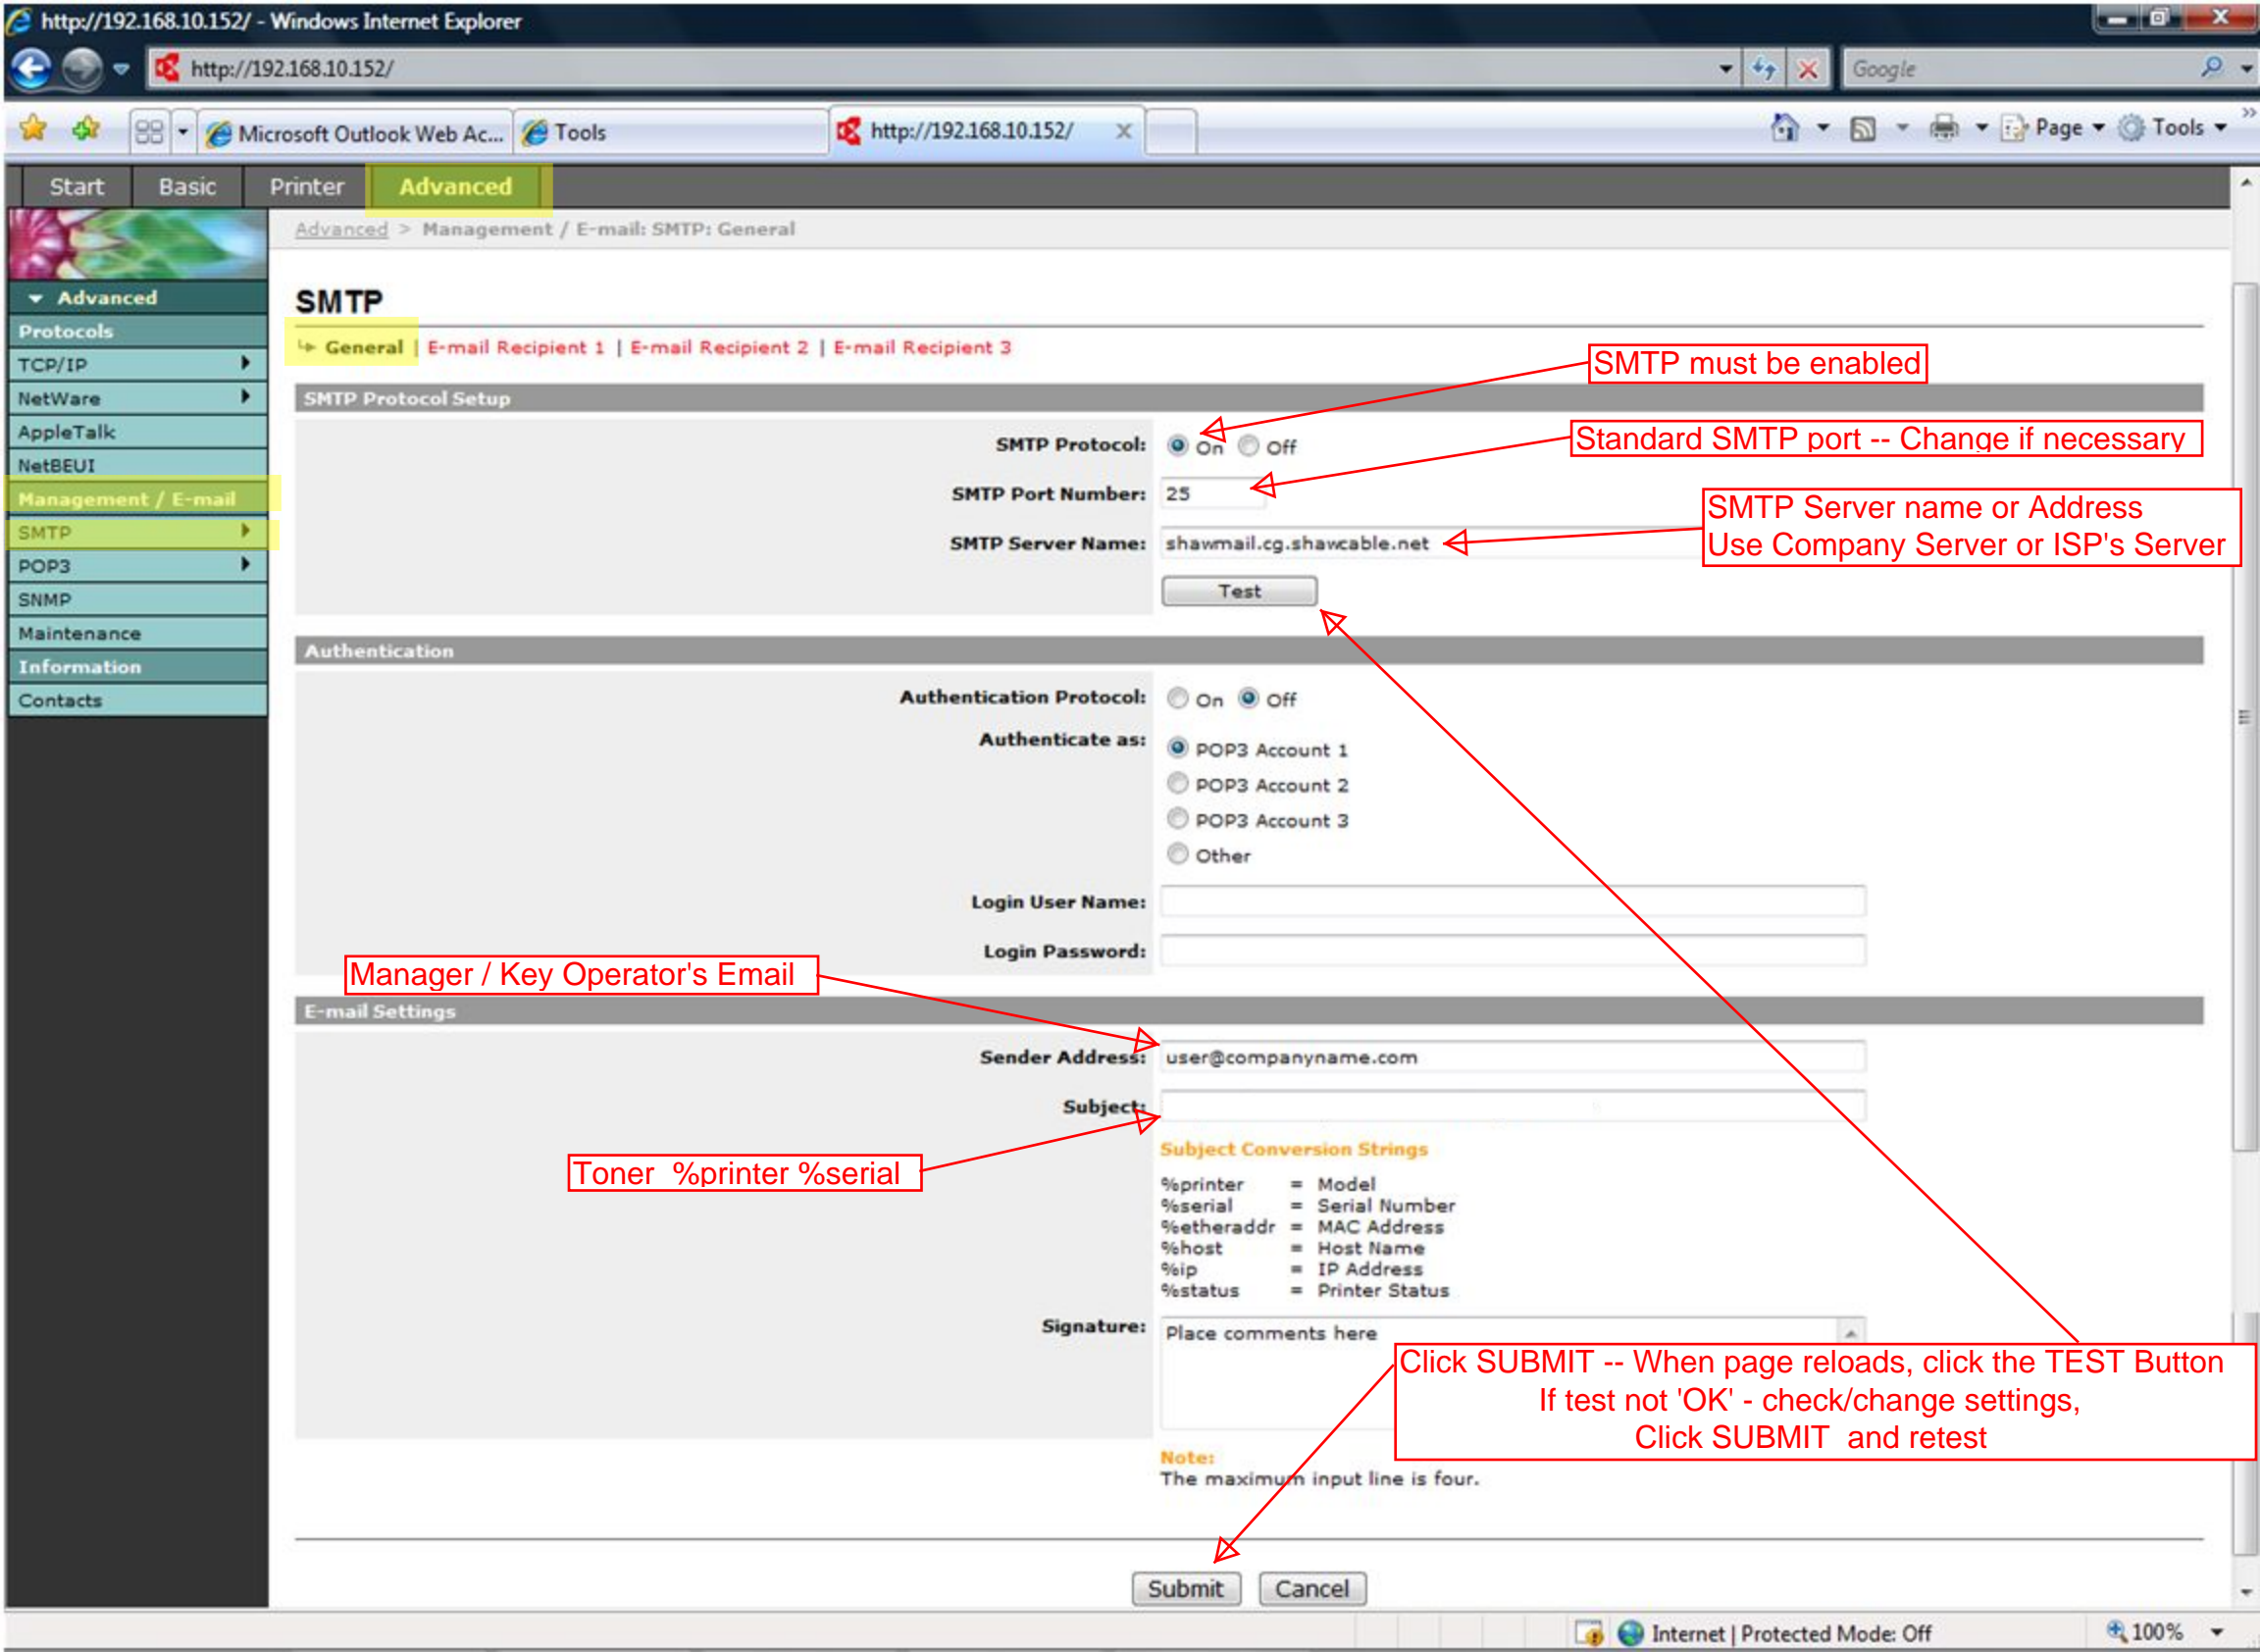 http://192.168.10.152/ - Windows Internet Explorer
http://192.168.10.152/
Google
Microsoft Outlook Web Ac...
Tools
http://192.168.10.152/
Page
Tools
Start Basic Printer Advanced
Advanced > Management / E-mail: SMTP: General
Advanced
Protocols
TCP/IP
NetWare
AppleTalk
NetBEUI
Management / E-mail
SMTP
POP3
SNMP
Maintenance
Information
Contacts
SMTP
General | E-mail Recipient 1 | E-mail Recipient 2 | E-mail Recipient 3
SMTP must be enabled
SMTP Protocol Setup
SMTP Protocol: On Off
Standard SMTP port -- Change if necessary
SMTP Port Number: 25
SMTP Server name or Address
Use Company Server or ISP's Server
SMTP Server Name: shawmail.cg.shawcable.net
Test
Authentication
Authentication Protocol: On Off
Authenticate as: POP3 Account 1
POP3 Account 2
POP3 Account 3
Other
Login User Name:
Login Password:
Manager / Key Operator's Email
E-mail Settings
Sender Address: user@companyname.com
Subject:
Toner %printer %serial
Subject Conversion Strings
%printer = Model
%serial = Serial Number
%etheraddr = MAC Address
%host = Host Name
%ip = IP Address
%status = Printer Status
Signature: Place comments here
Click SUBMIT -- When page reloads, click the TEST Button
If test not 'OK' - check/change settings,
Click SUBMIT and retest
Note:
The maximum input line is four.
Submit Cancel
Internet | Protected Mode: Off
100%